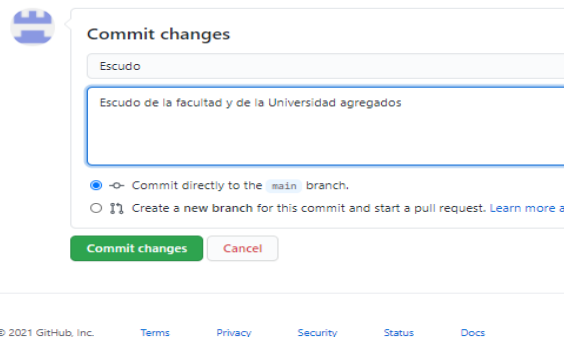 Commit changes
Escudo
Escudo de la facultad y de la Universidad agregados
Commit directly to the main branch.
Create a new branch for this commit and start a pull request. Learn more a
Commit changes Cancel
© 2021 GitHub, Inc. Terms Privacy Security Status Docs